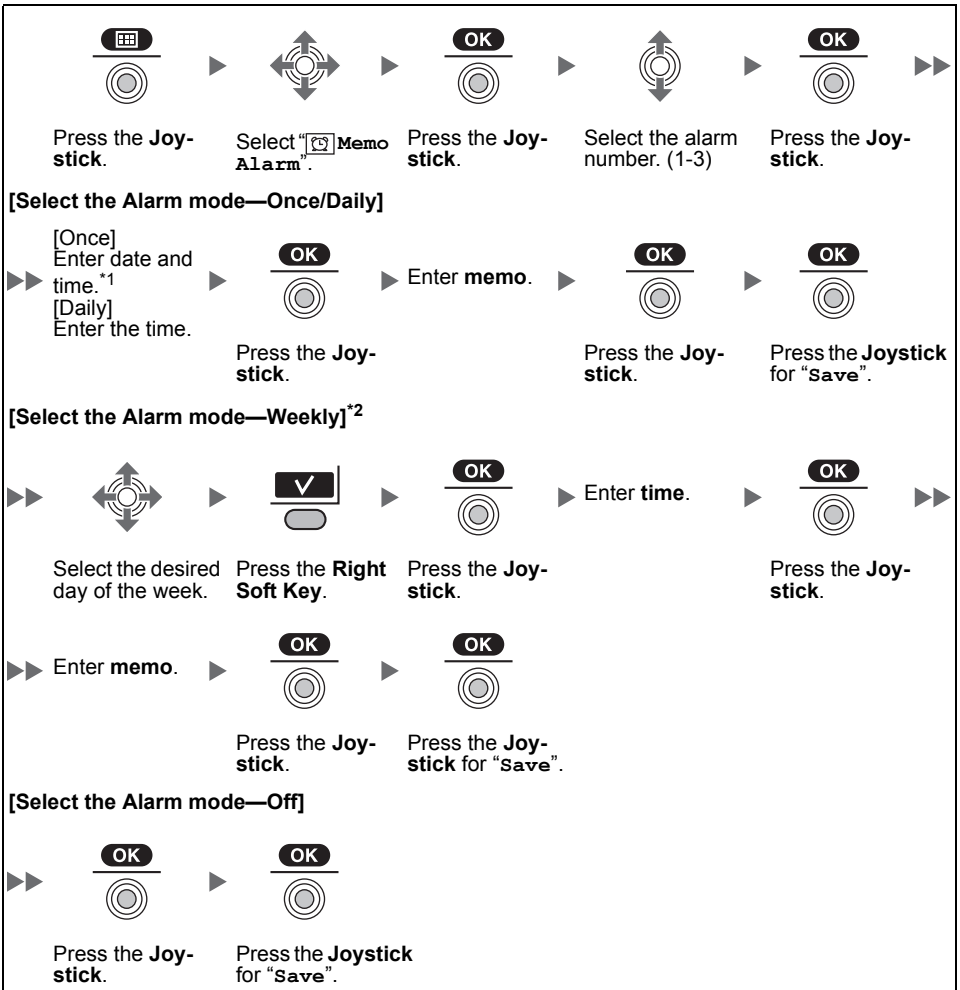 OK OK
Press the Joy-
stick.
Select “Memo
Alarm”.
Press the Joy-
stick.
Select the alarm
number. (1-3)
Press the Joy-
stick.
[Select the Alarm mode—Once/Daily]
[Once]
Enter date and
time.*1
[Daily]
Enter the time.
OK
Press the Joy-
stick.
Enter memo.
OK
Press the Joy-
stick.
OK
Press the Joystick
for “Save”.
[Select the Alarm mode—Weekly]*2
Select the desired
day of the week.
Press the Right
Soft Key.
OK
Press the Joy-
stick.
Enter time.
OK
Press the Joy-
stick.
Enter memo.
OK
Press the Joy-
stick.
OK
Press the Joy-
stick for “Save”.
[Select the Alarm mode—Off]
OK
Press the Joy-
stick.
OK
Press the Joystick
for “Save”.